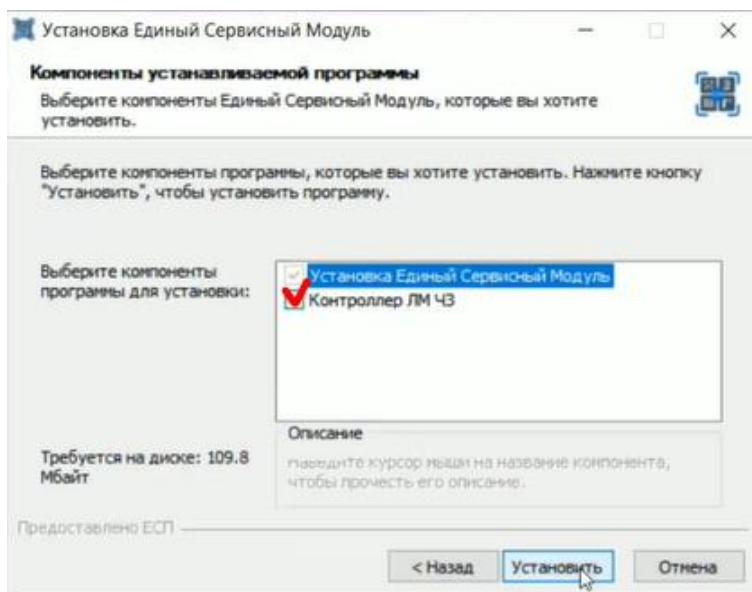 Установка Единый Сервисный Модуль
Компоненты устанавливаемой программы
Выберите компоненты Единый Сервисный Модуль, которые вы хотите
установить.
Выберите компоненты программы, которые вы хотите установить. Нажмите кнопку
"Установить", чтобы установить программу.
Выберите компоненты
программы для установки:
Установка Единый Сервисный Модуль
Контроллер ЛМ ЧЗ
Требуется на диске: 109.8
Мбайт
Описание
Наведите курсор мыши на название компонента,
чтобы прочесть его описание.
Предоставлено ЕСП
< Назад
Установить
Отмена